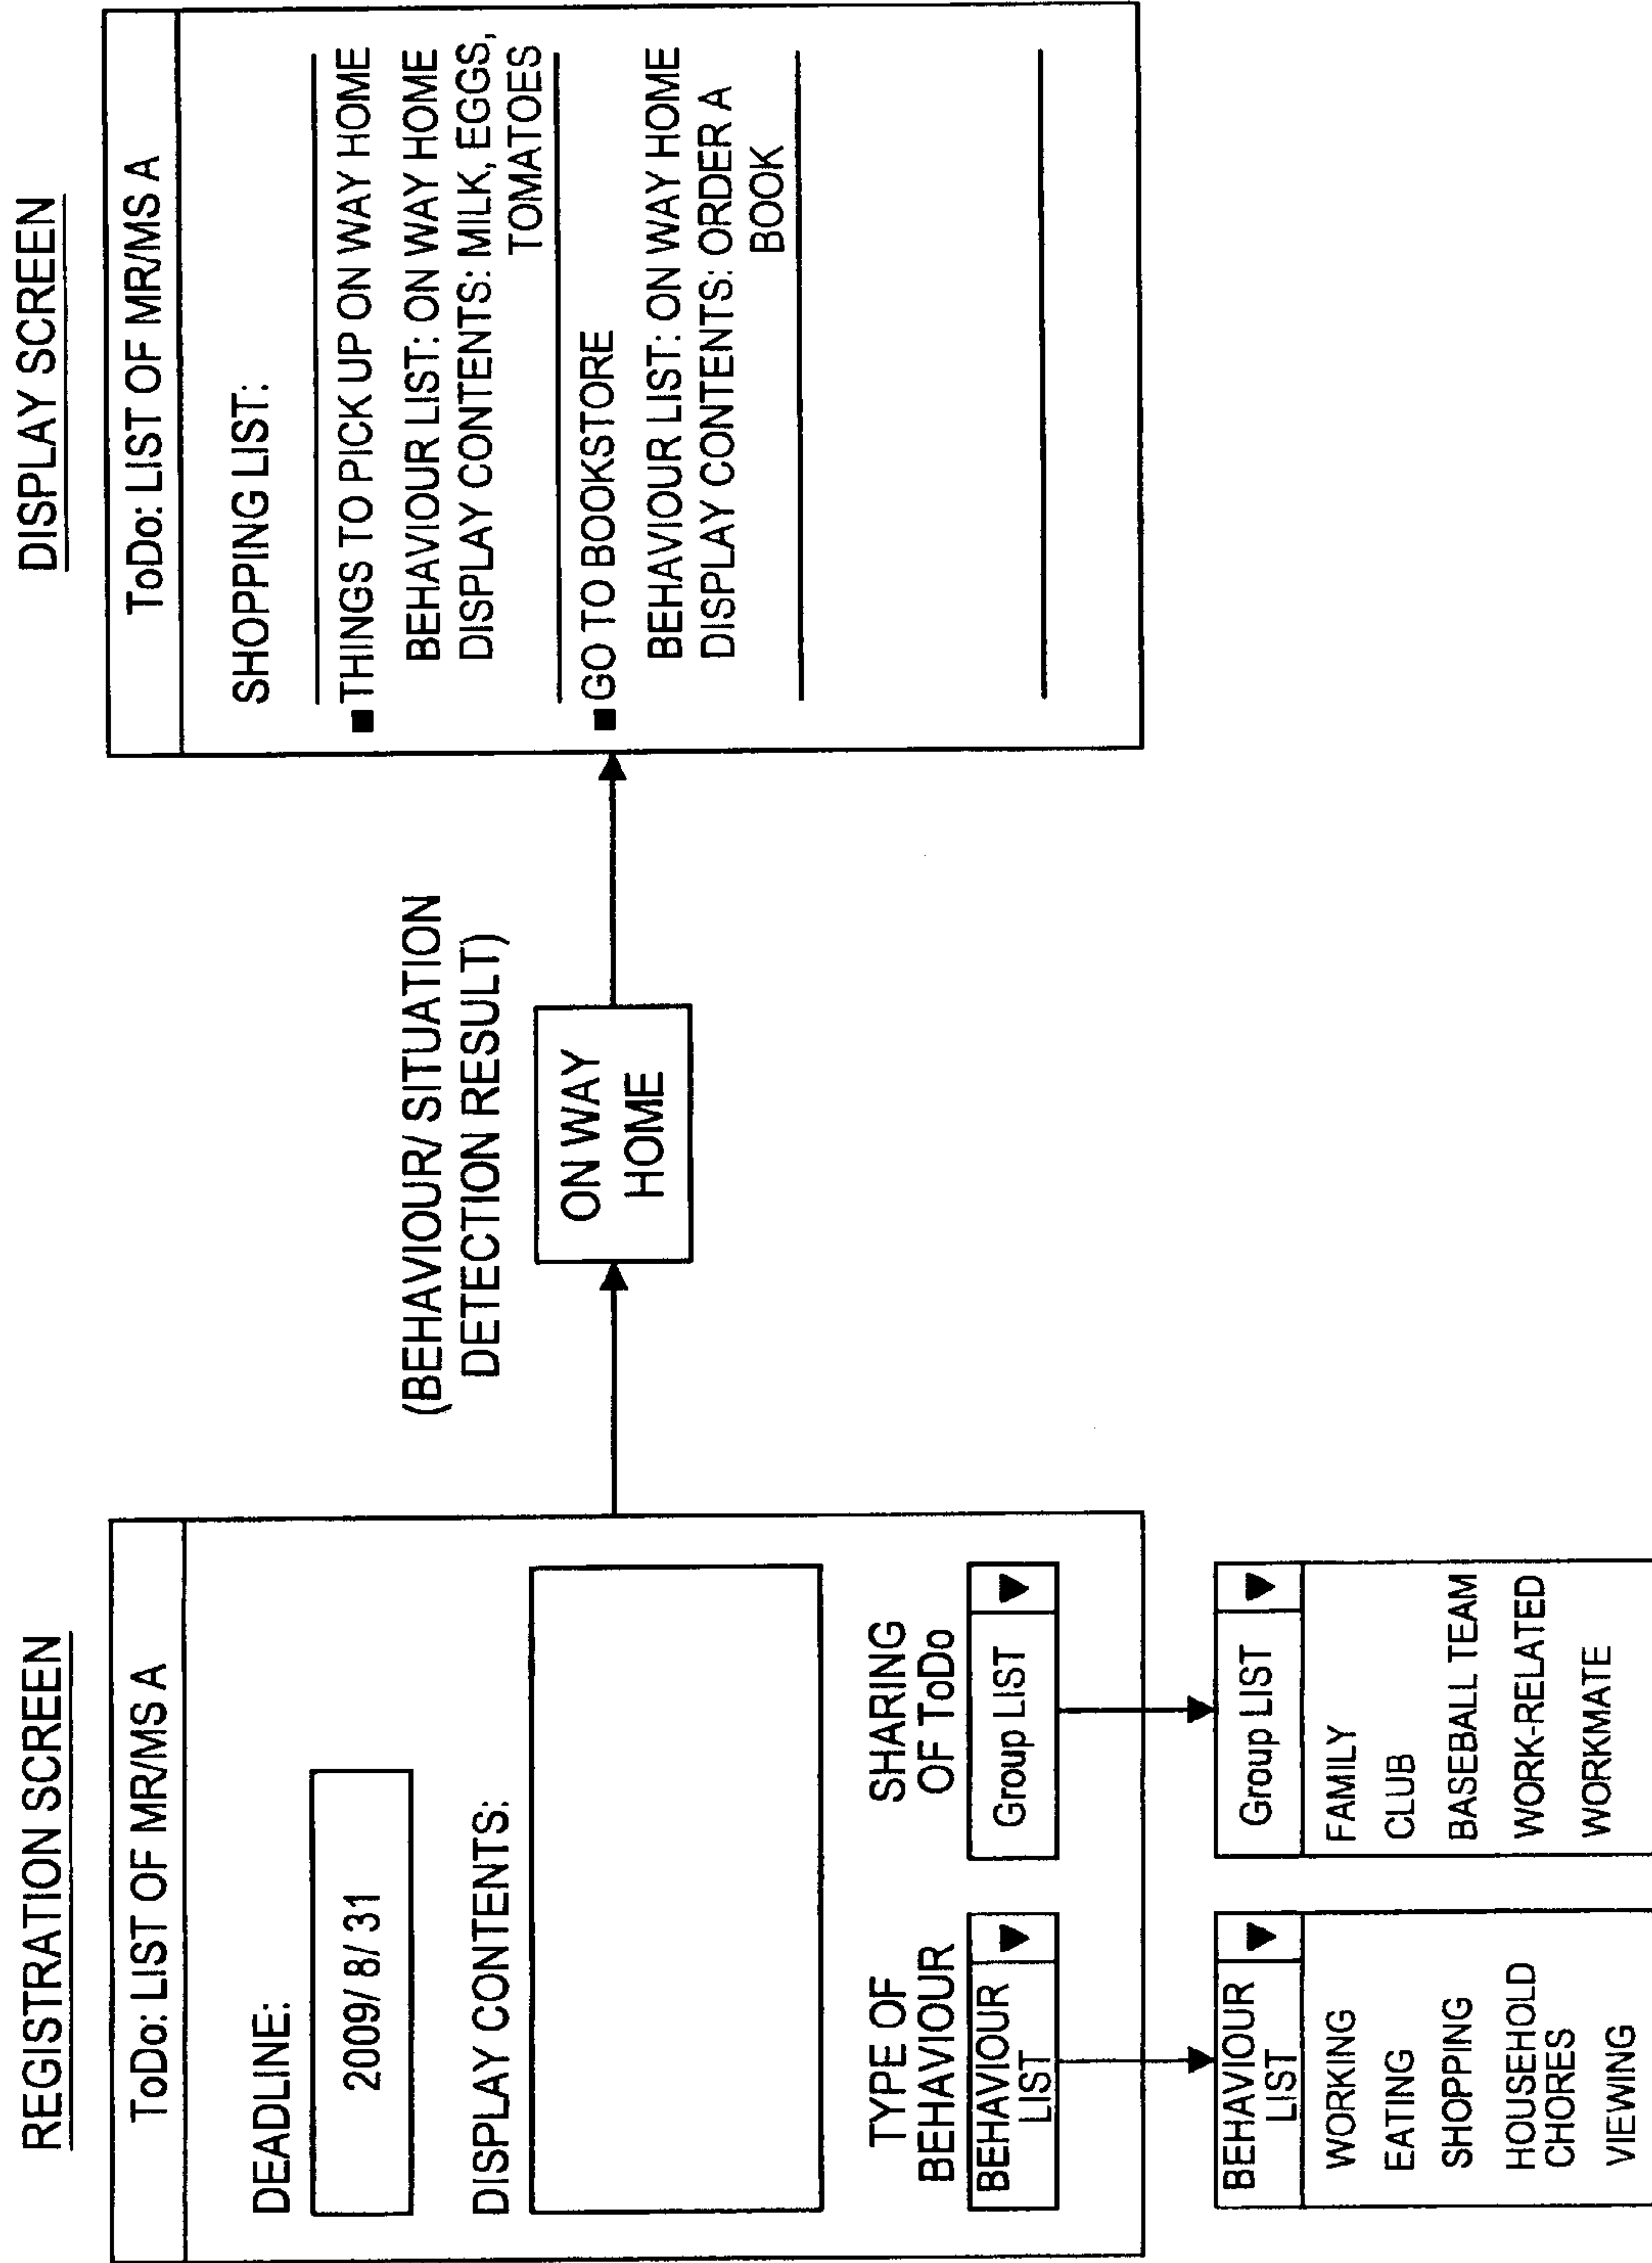 REGISTRATION SCREEN
ToDo: LIST OF MR/MS A
DEADLINE:
2009/ 8/ 31
DISPLAY CONTENTS:
TYPE OF
BEHAVIOUR
BEHAVIOUR
LIST
SHARING
OF ToDo
Group LIST
BEHAVIOUR
LIST
WORKING
EATING
SHOPPING
HOUSEHOLD
CHORES
VIEWING
Group LIST
FAMILY
CLUB
BASEBALL TEAM
WORK-RELATED
WORKMATE
(BEHAVIOUR/ SITUATION
DETECTION RESULT)
ON WAY
HOME
DISPLAY SCREEN
ToDo: LIST OF MR/MS A
SHOPPING LIST:
■THINGS TO PICK UP ON WAY HOME
BEHAVIOUR LIST: ON WAY HOME
DISPLAY CONTENTS: MILK, EGGS,
TOMATOES
■GO TO BOOKSTORE
BEHAVIOUR LIST: ON WAY HOME
DISPLAY CONTENTS: ORDER A
BOOK